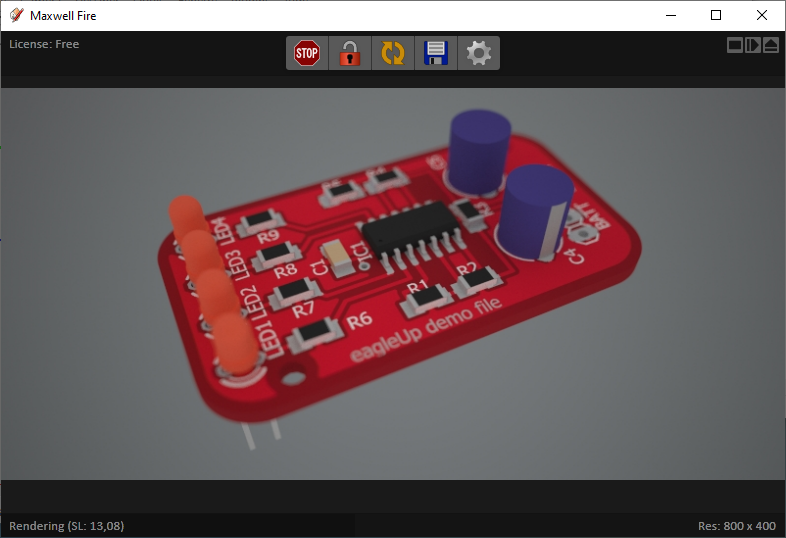 Maxwell Fire
License: Free
STOP
LED4
R9
LED3
R8
C1
IC1
BATT
C4
LED2
R7
R1
R2
LED1
R6
eagleUp demo file
Rendering (SL: 13,08)
Res: 800 x 400